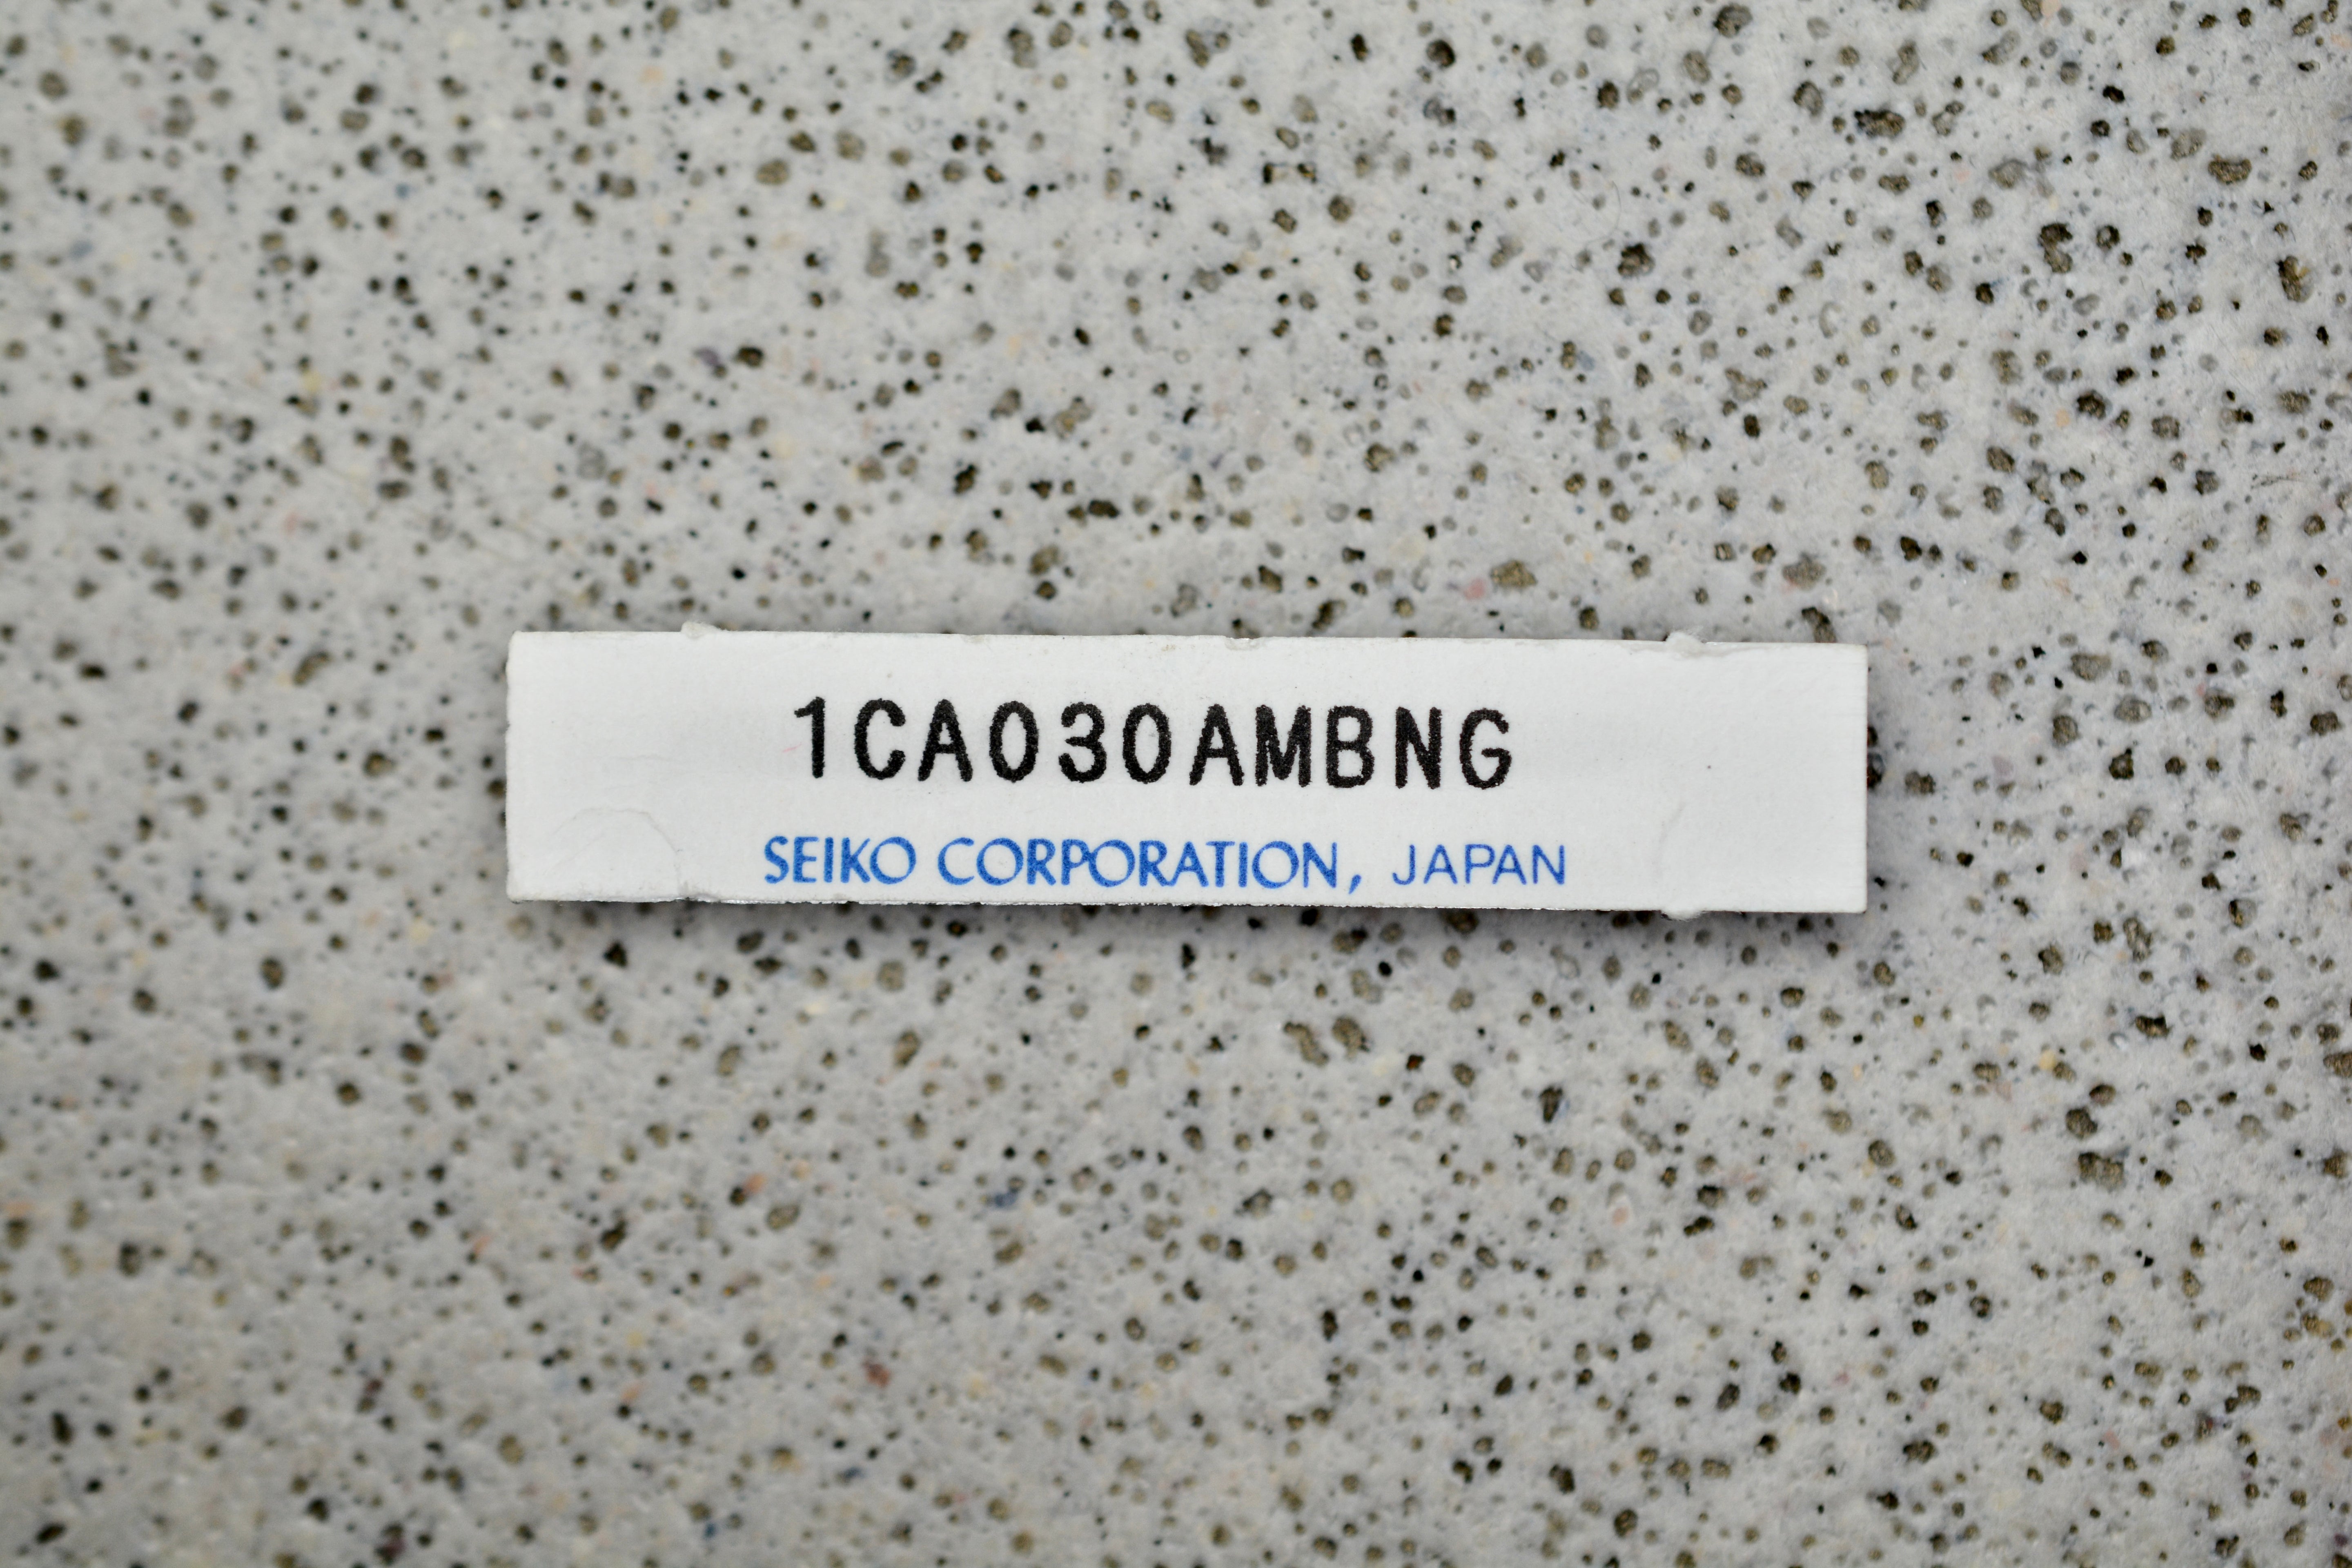 1CA030AMBNG
SEIKO CORPORATION, JAPAN